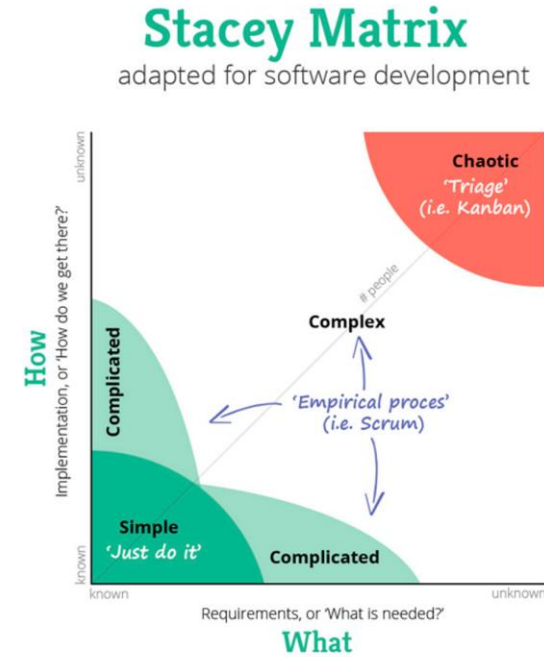 Stacey Matrix
adapted for software development
unknown
How
Implementation, or 'How do we get there?'
known
Chaotic
'Triage'
(i.e. Kanban)
# people
Complex
Complicated
'Empirical proces'
(i.e. Scrum)
Simple
'Just do it'
Complicated
known
unknown
Requirements, or 'What is needed?'
What